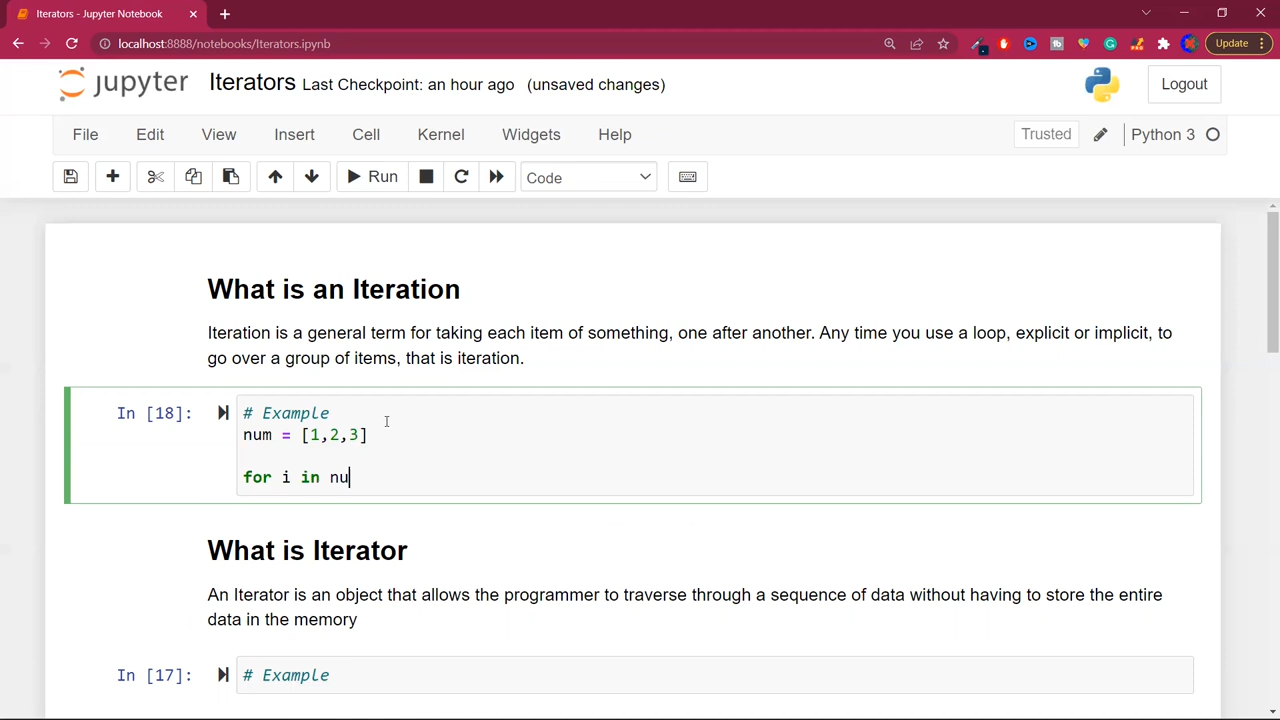 Iterators - Jupyter Notebook
localhost:8888/notebooks/Iterators.ipynb
Update
jupyter Iterators Last Checkpoint: an hour ago (unsaved changes)
Logout
File Edit View Insert Cell Kernel Widgets Help
Trusted Python 3
Run Code
What is an Iteration
Iteration is a general term for taking each item of something, one after another. Any time you use a loop, explicit or implicit, to
go over a group of items, that is iteration.
In [18]: # Example
num = [1,2,3]
for i in nu
What is Iterator
An Iterator is an object that allows the programmer to traverse through a sequence of data without having to store the entire
data in the memory
In [17]: # Example